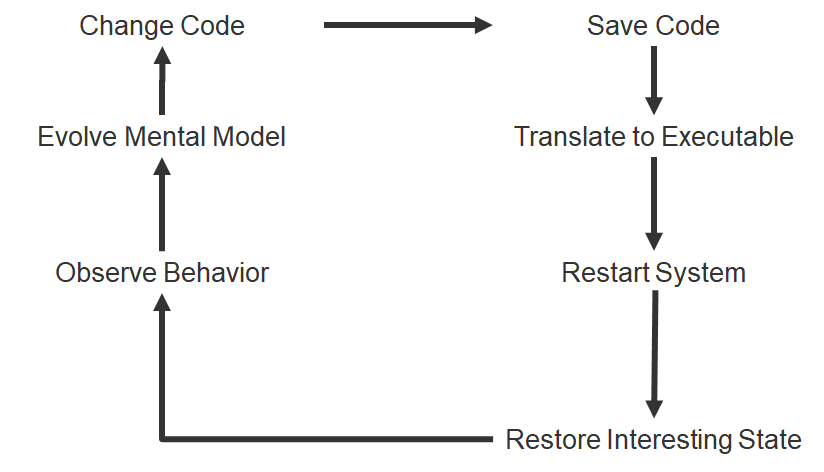 Change Code
Save Code
Evolve Mental Model
Translate to Executable
Observe Behavior
Restart System
Restore Interesting State